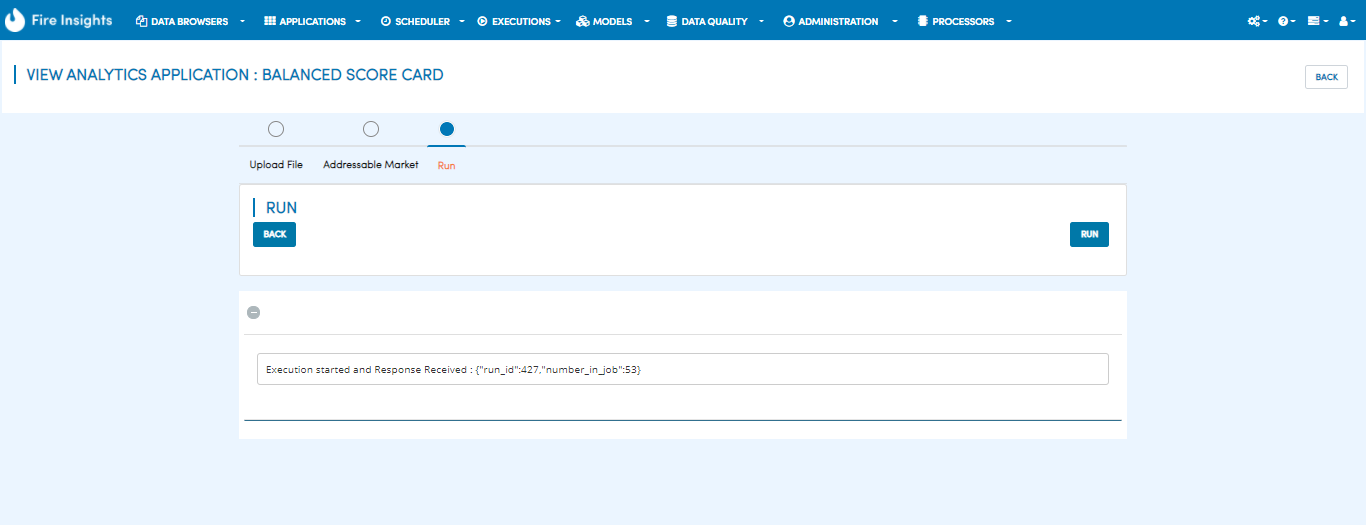 Fire Insights DATA BROWSERS APPLICATIONS SCHEDULER EXECUTIONS MODELS DATA QUALITY ADMINISTRATION PROCESSORS
VIEW ANALYTICS APPLICATION : BALANCED SCORE CARD
BACK
Upload File Addressable Market Run
RUN
BACK RUN
Execution started and Response Received : {"run_id":427,"number_in_job":53}